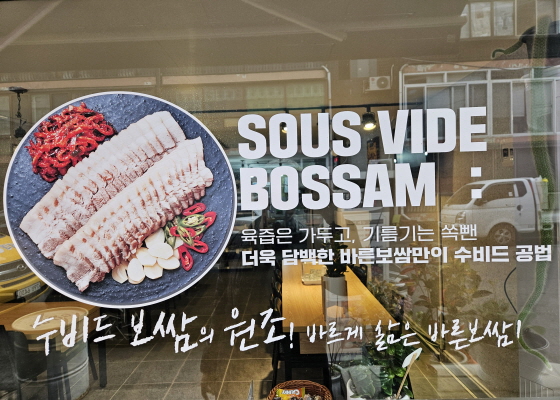 SOUS VIDE
BOSSAM
육즙은 가두고, 기름기는 쏙뺀
더욱 담백한 바른보쌈만이 수비드 공법
수비드 보쌈의 원조! 바르게 삶은 바른보쌈!